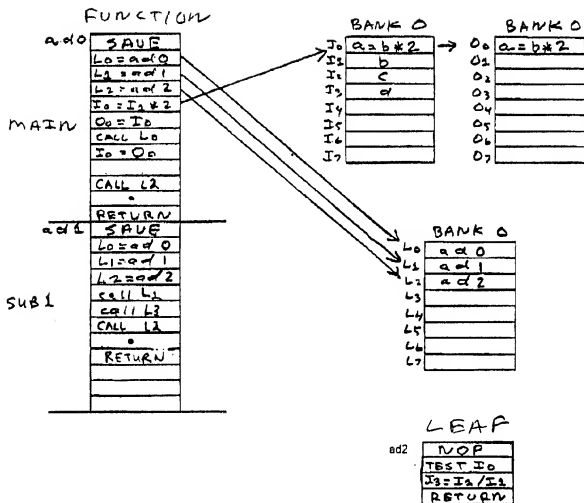 FUNCTION
ad0
SAVE
L0=ad0
L1=ad1
L2=ad2
I0=I1*2
O0=I0
CALL L0
I0=O0
CALL L2
•
RETURN
MAIN
ad1
SAVE
L0=ad0
L1=ad1
L2=ad2
call L1
call L3
CALL L2
•
RETURN
SUB1
BANK 0
I0 a=b*2
I1 b
I2 c
I3 d
I4
I5
I6
I7
BANK 0
O0 a=b*2
O1
O2
O3
O4
O5
O6
O7
BANK 0
L0 ad0
L1 ad1
L2 ad2
L3
L4
L5
L6
L7
LEAF
ad2
NOP
TEST I0
I3=I2/I1
RETURN